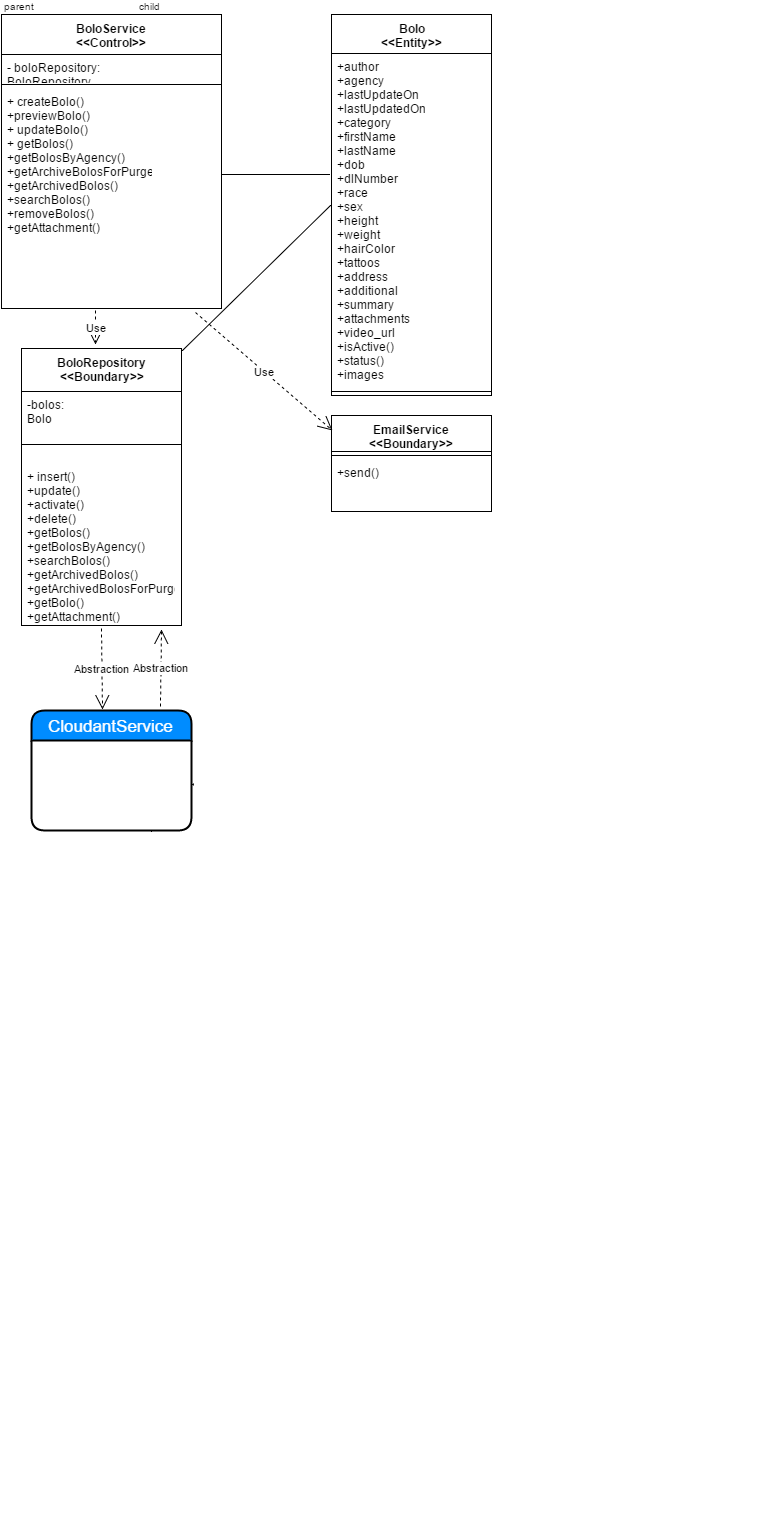 parent
child
BoloService
<<Control>>
- boloRepository:
BoloRepository
+ createBolo()
+previewBolo()
+ updateBolo()
+ getBolos()
+getBolosByAgency()
+getArchiveBolosForPurge
+getArchivedBolos()
+searchBolos()
+removeBolos()
+getAttachment()
Bolo
<<Entity>>
+author
+agency
+lastUpdateOn
+lastUpdatedOn
+category
+firstName
+lastName
+dob
+dlNumber
+race
+sex
+height
+weight
+hairColor
+tattoos
+address
+additional
+summary
+attachments
+video_url
+isActive()
+status()
+images
Use
Use
BoloRepository
<<Boundary>>
-bolos:
Bolo
+ insert()
+update()
+activate()
+delete()
+getBolos()
+getBolosByAgency()
+searchBolos()
+getArchivedBolos()
+getArchivedBolosForPurg
+getBolo()
+getAttachment()
EmailService
<<Boundary>>
+send()
Abstraction
Abstraction
CloudantService